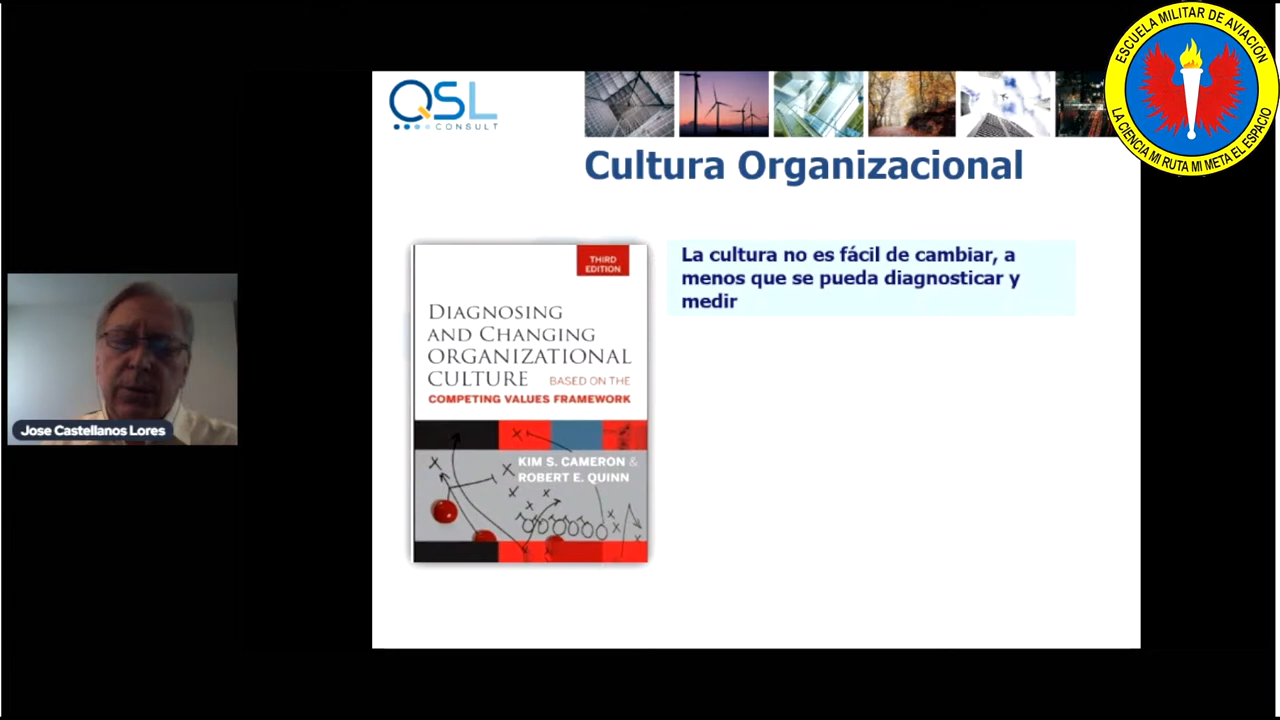 ESCUELA MILITAR DE AVIACIÓN
LA CIENCIA MI RUTA MI META EL ESPACIO
QSL
CONSULT
Cultura Organizacional
THIRD
EDITION
DIAGNOSING
AND CHANGING
ORGANIZATIONAL
CULTURE BASED ON THE
COMPETING VALUES FRAMEWORK
KIM S. CAMERON &
ROBERT E. QUINN
La cultura no es fácil de cambiar, a
menos que se pueda diagnosticar y
medir
Jose Castellanos Lores